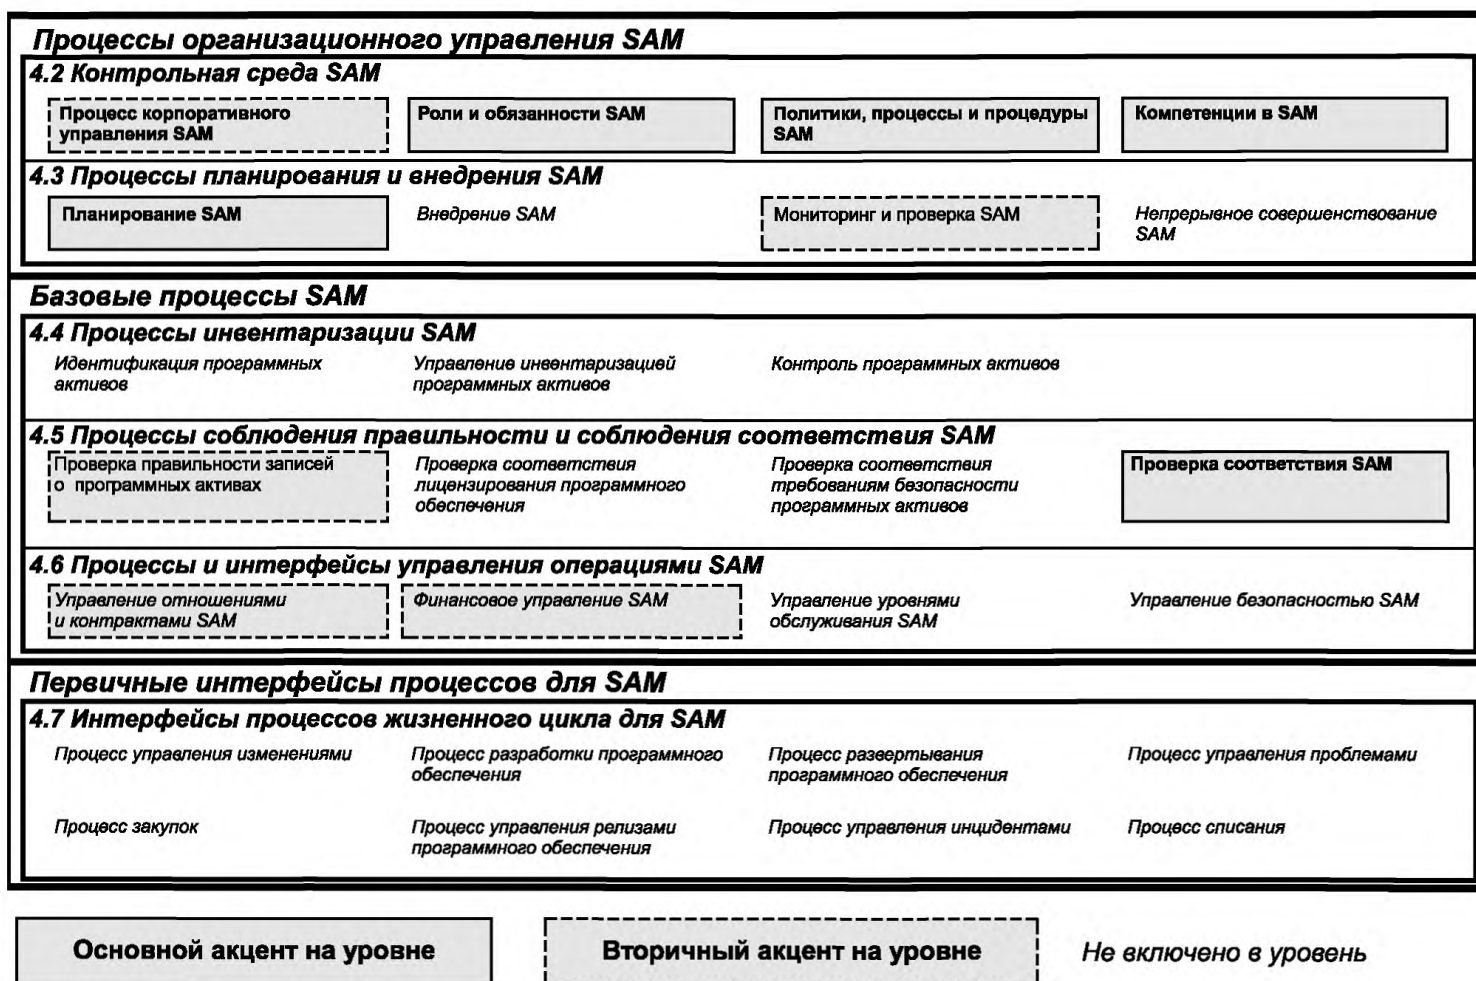 Процессы организационного управления SAM
4.2 Контрольная среда SAM
Процесс корпоративного
управления SAM
Роли и обязанности SAM
Политики, процессы и процедуры
SAM
Компетенции в SAM
4.3 Процессы планирования и внедрения SAM
Планирование SAM
Внедрение SAM
Мониторинг и проверка SAM
Непрерывное совершенствование
SAM
Базовые процессы SAM
4.4 Процессы инвентаризации SAM
Идентификация программных
активов
Управление инвентаризацией
программных активов
Контроль программных активов
4.5 Процессы соблюдения правильности и соблюдения соответствия SAM
Проверка правильности записей
о программных активах
Проверка соответствия
лицензирования программного
обеспечения
Проверка соответствия
требованиям безопасности
программных активов
Проверка соответствия SAM
4.6 Процессы и интерфейсы управления операциями SAM
Управление отношениями
и контрактами SAM
Финансовое управление SAM
Управление уровнями
обслуживания SAM
Управление безопасностью SAM
Первичные интерфейсы процессов для SAM
4.7 Интерфейсы процессов жизненного цикла для SAM
Процесс управления изменениями
Процесс разработки программного
обеспечения
Процесс развертывания
программного обеспечения
Процесс управления проблемами
Процесс закупок
Процесс управления релизами
программного обеспечения
Процесс управления инцидентами
Процесс списания
Основной акцент на уровне
Вторичный акцент на уровне
Не включено в уровень